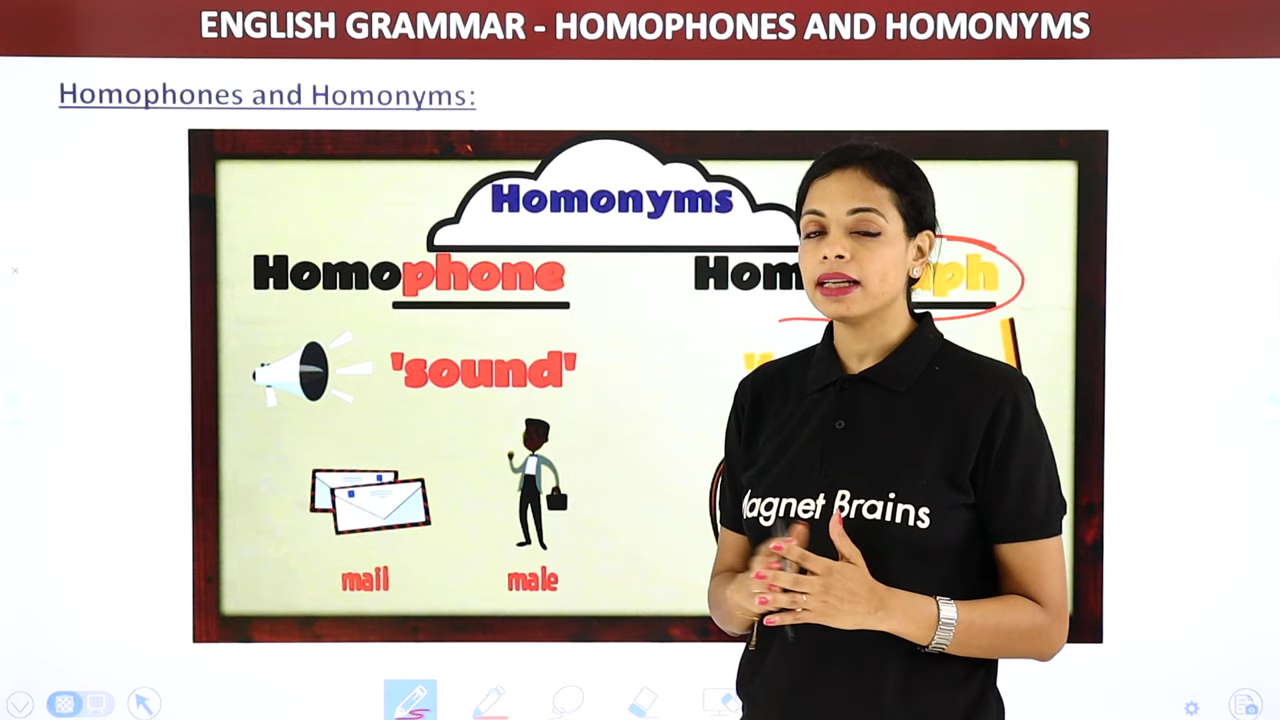 ENGLISH GRAMMAR - HOMOPHONES AND HOMONYMS
Homophones and Homonyms:
Homonyms
Homophone
'sound'
mail male
agnet Brains